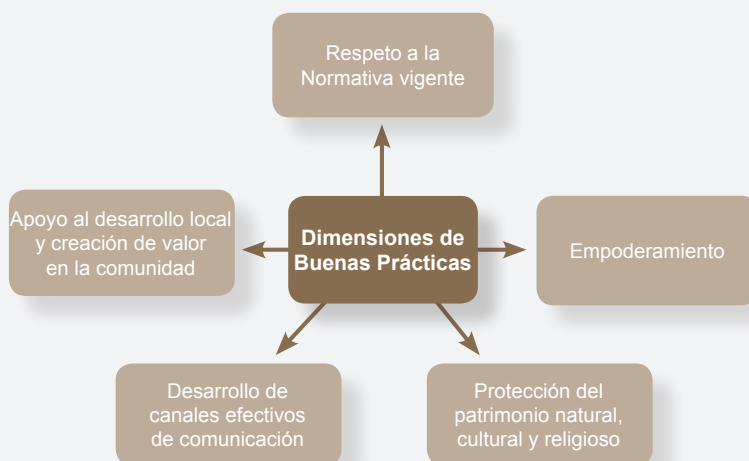 Respeto a la
Normativa vigente
Apoyo al desarrollo local
y creación de valor
en la comunidad
Dimensiones de
Buenas Prácticas
Empoderamiento
Desarrollo de
canales efectivos
de comunicación
Protección del
patrimonio natural,
cultural y religioso